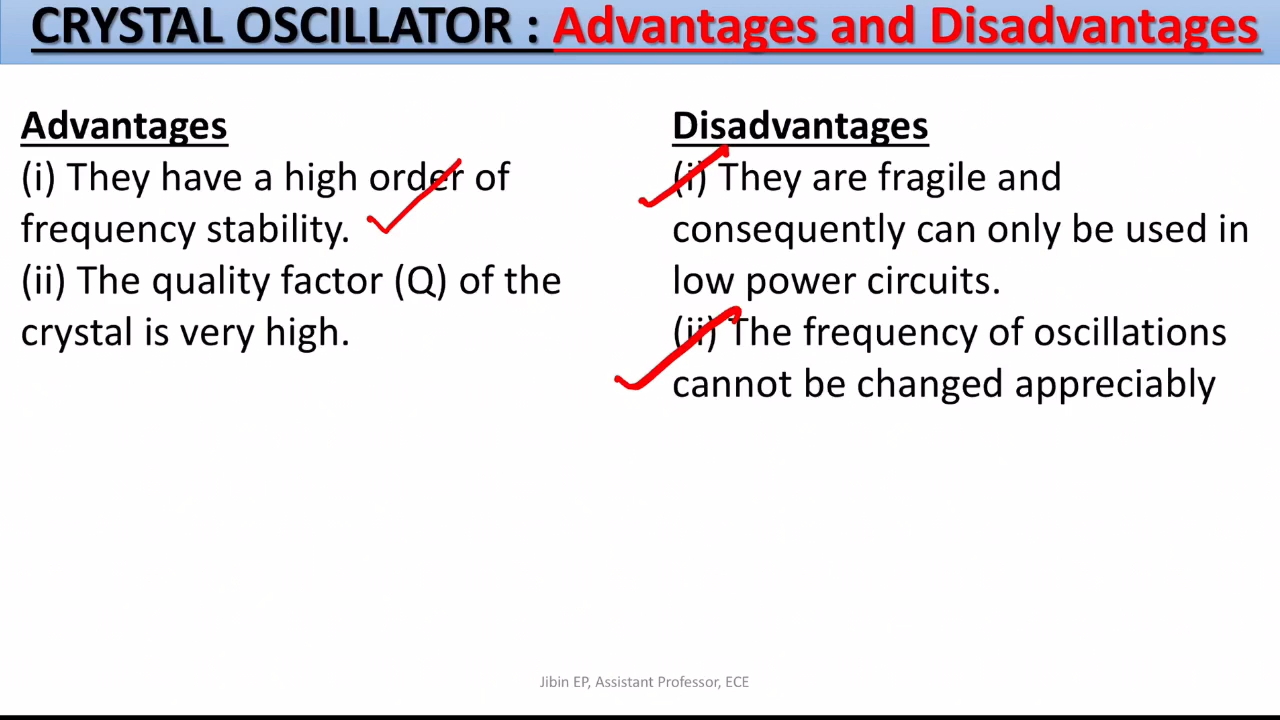 CRYSTAL OSCILLATOR : Advantages and Disadvantages
Advantages
(i) They have a high order of
frequency stability.
(ii) The quality factor (Q) of the
crystal is very high.
Disadvantages
(i) They are fragile and
consequently can only be used in
low power circuits.
(ii) The frequency of oscillations
cannot be changed appreciably
Jibin EP, Assistant Professor, ECE